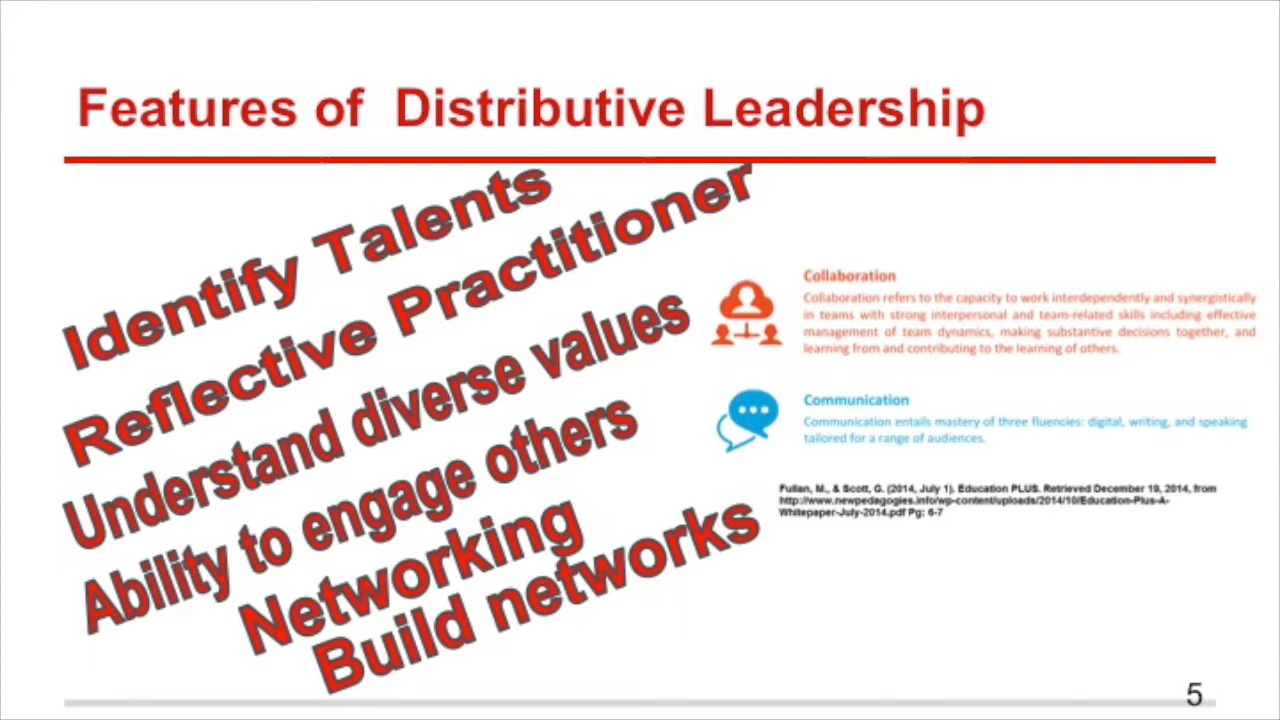 Features of Distributive Leadership
Identify Talents
Reflective Practitioner
Understand diverse values
Ability to engage others
Networking
Build networks
Collaboration
Collaboration refers to the capacity to work interdependently and synergistically
in teams with strong interpersonal and team-related skills including effective
management of team dynamics, making substantive decisions together, and
learning from and contributing to the learning of others.
Communication
Communication entails mastery of three fluencies: digital, writing, and speaking
tailored for a range of audiences.
Fullan, M., & Scott, G. (2014, July 1). Education PLUS. Retrieved December 19, 2014, from
http://www.newpedagogies.info/wp-content/uploads/2014/10/Education-Plus-A-
Whitepaper-July-2014.pdf Pg: 6-7
5